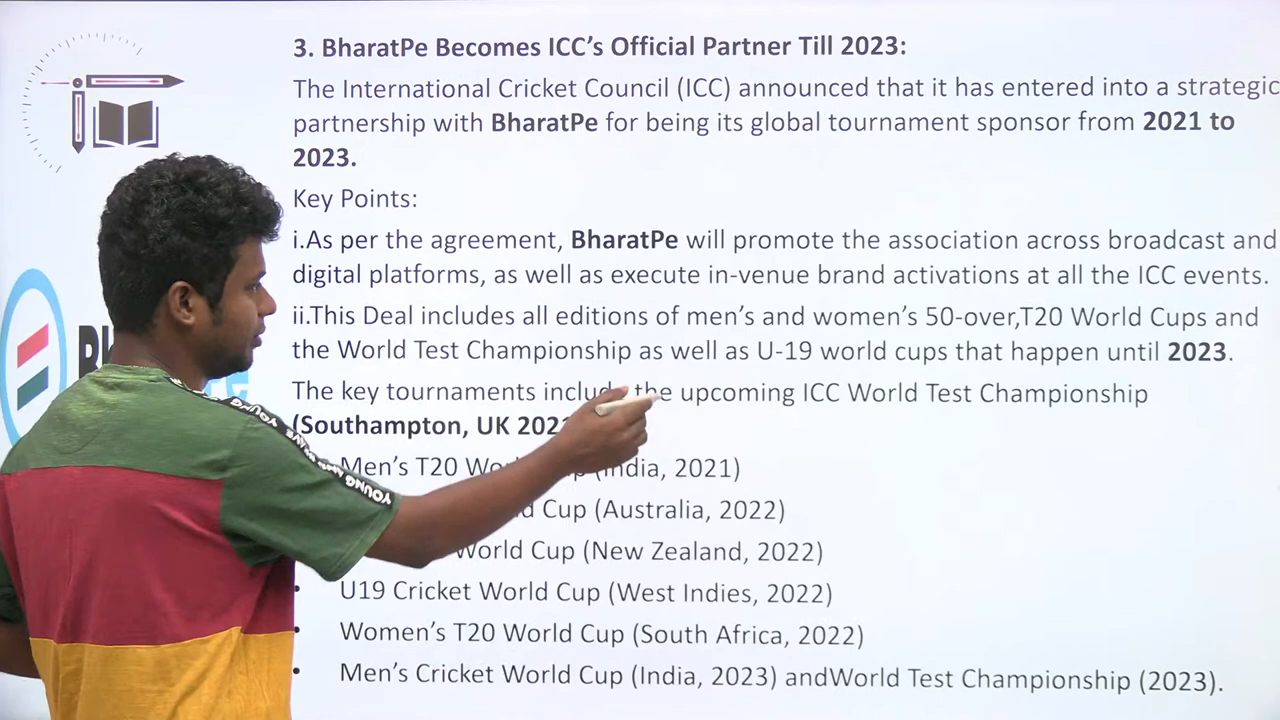 3. BharatPe Becomes ICC's Official Partner Till 2023:
The International Cricket Council (ICC) announced that it has entered into a strategic
partnership with BharatPe for being its global tournament sponsor from 2021 to
2023.
Key Points:
i.As per the agreement, BharatPe will promote the association across broadcast and
digital platforms, as well as execute in-venue brand activations at all the ICC events.
ii.This Deal includes all editions of men's and women's 50-over,T20 World Cups and
the World Test Championship as well as U-19 world cups that happen until 2023.
The key tournaments include the upcoming ICC World Test Championship
(Southampton, UK 2021
Men's T20 World Cup (India, 2021)
Cup (Australia, 2022)
World Cup (New Zealand, 2022)
• U19 Cricket World Cup (West Indies, 2022)
• Women's T20 World Cup (South Africa, 2022)
• Men's Cricket World Cup (India, 2023) andWorld Test Championship (2023).
YOUNG
YOUNG